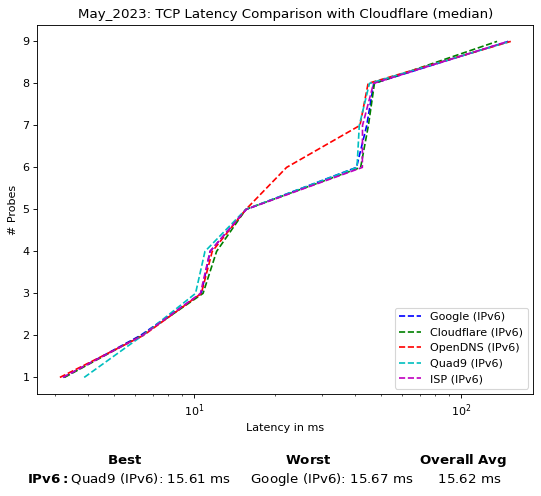 May_2023: TCP Latency Comparison with Cloudflare (median)
9
8
7
6
5
4
3
2
1
# Probes
Google (IPv6)
Cloudflare (IPv6)
OpenDNS (IPv6)
Quad9 (IPv6)
ISP (IPv6)
10¹ 10²
Latency in ms
Best Worst Overall Avg
IPv6: Quad9 (IPv6): 15.61 ms Google (IPv6): 15.67 ms 15.62 ms